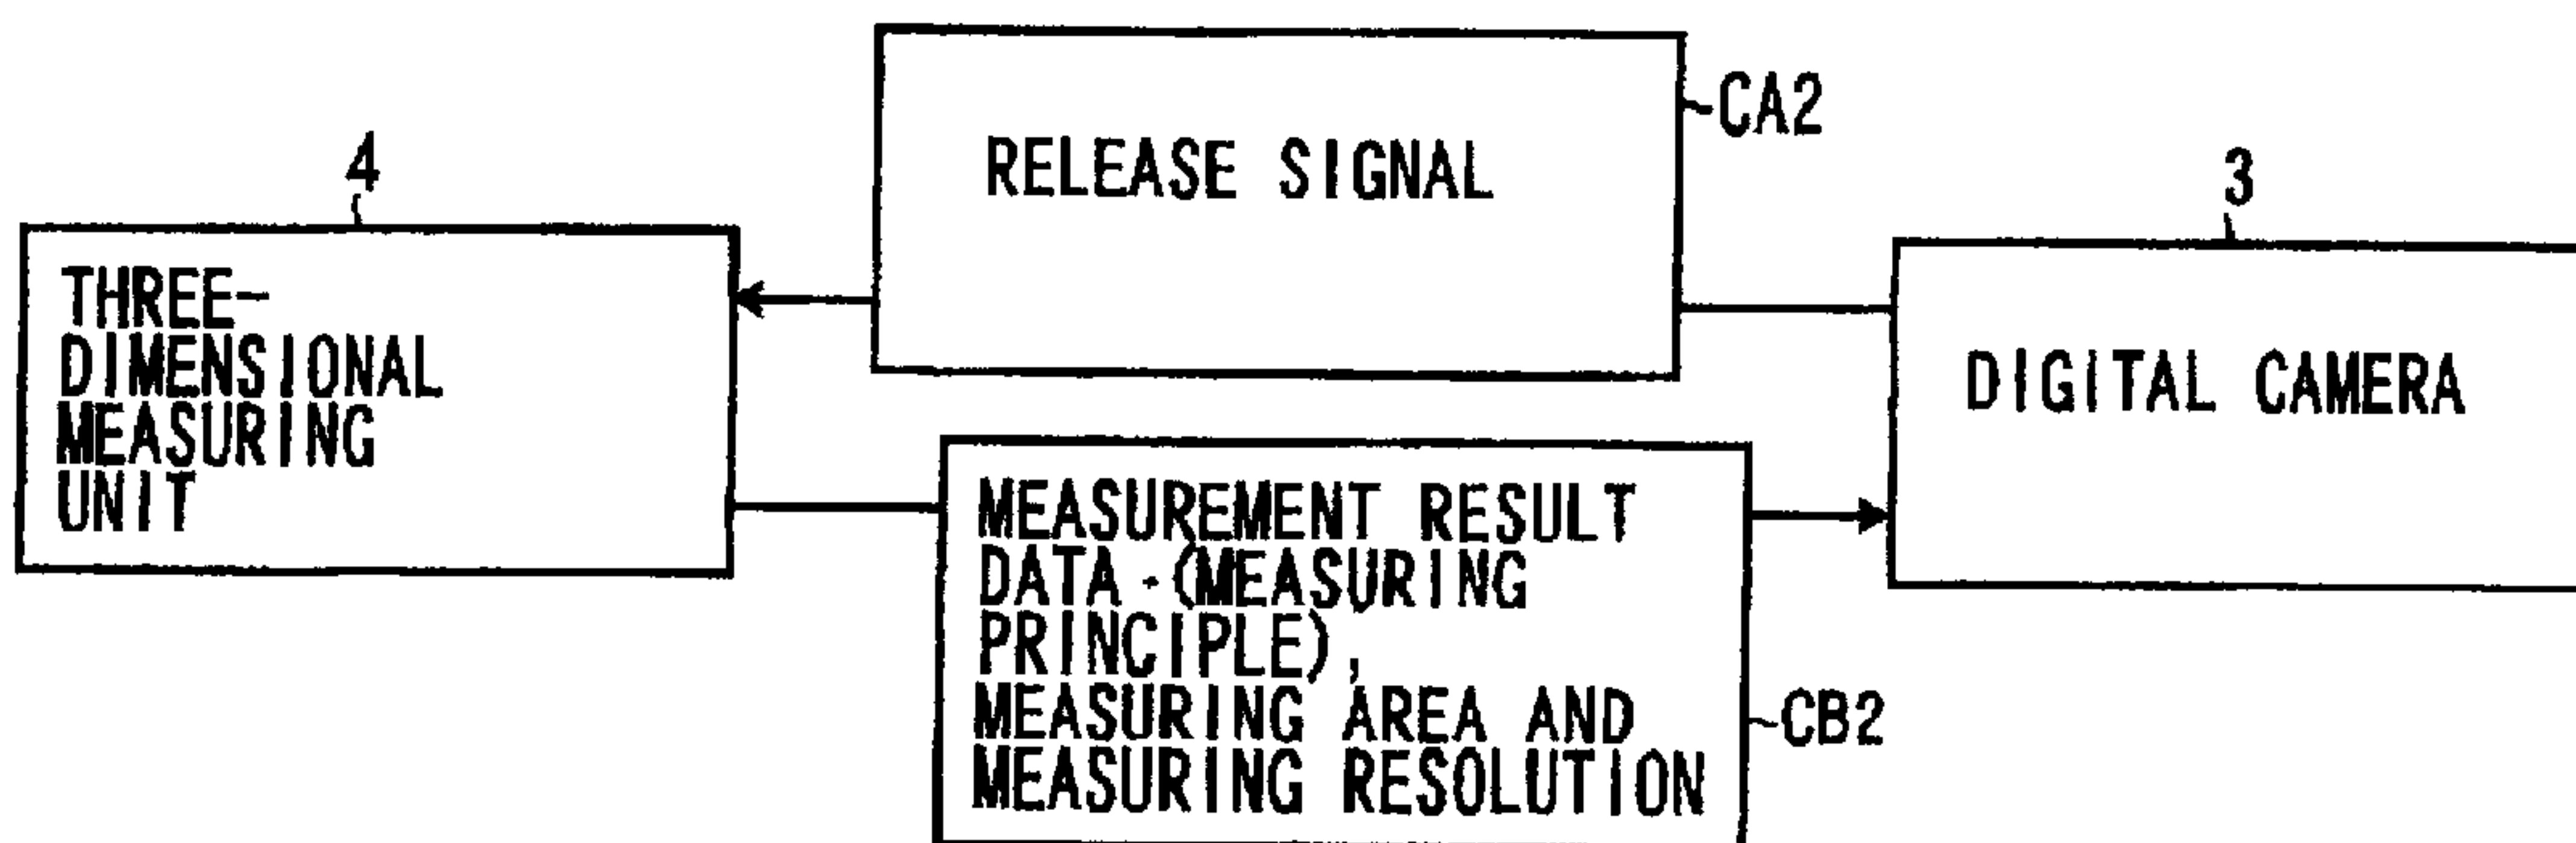 4
THREE-
DIMENSIONAL
MEASURING
UNIT
RELEASE SIGNAL
CA2
3
DIGITAL CAMERA
MEASUREMENT RESULT
DATA (MEASURING
PRINCIPLE),
MEASURING AREA AND
MEASURING RESOLUTION
CB2